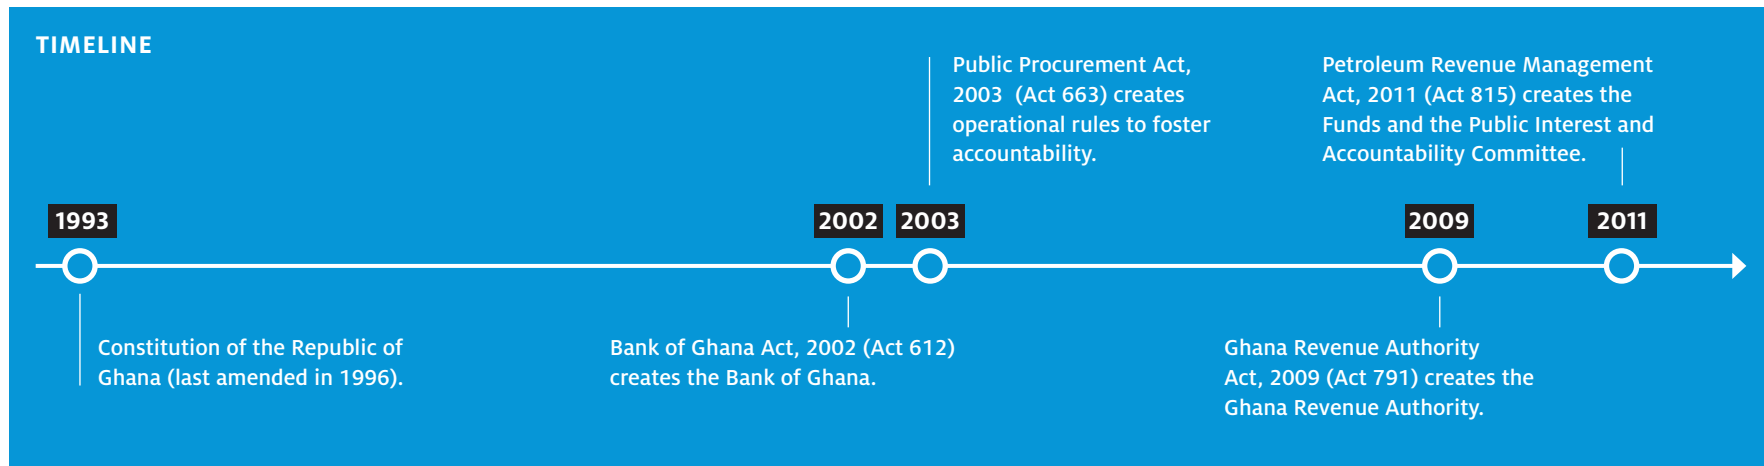 TIMELINE
Public Procurement Act,
2003 (Act 663) creates
operational rules to foster
accountability.
Petroleum Revenue Management
Act, 2011 (Act 815) creates the
Funds and the Public Interest and
Accountability Committee.
1993
2002
2003
2009
2011
Constitution of the Republic of
Ghana (last amended in 1996).
Bank of Ghana Act, 2002 (Act 612)
creates the Bank of Ghana.
Ghana Revenue Authority
Act, 2009 (Act 791) creates the
Ghana Revenue Authority.